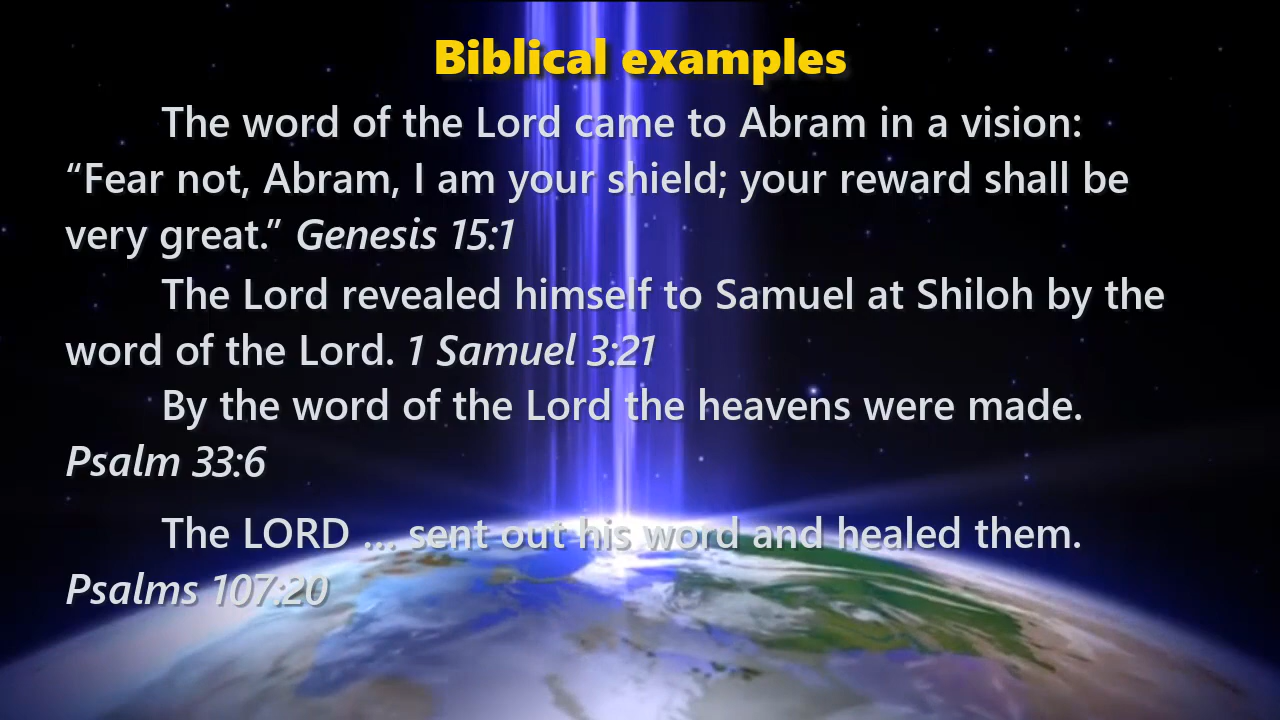 Biblical examples
The word of the Lord came to Abram in a vision:
“Fear not, Abram, I am your shield; your reward shall be
very great.” Genesis 15:1
The Lord revealed himself to Samuel at Shiloh by the
word of the Lord. 1 Samuel 3:21
By the word of the Lord the heavens were made.
Psalm 33:6
The LORD ... sent out his word and healed them.
Psalms 107:20